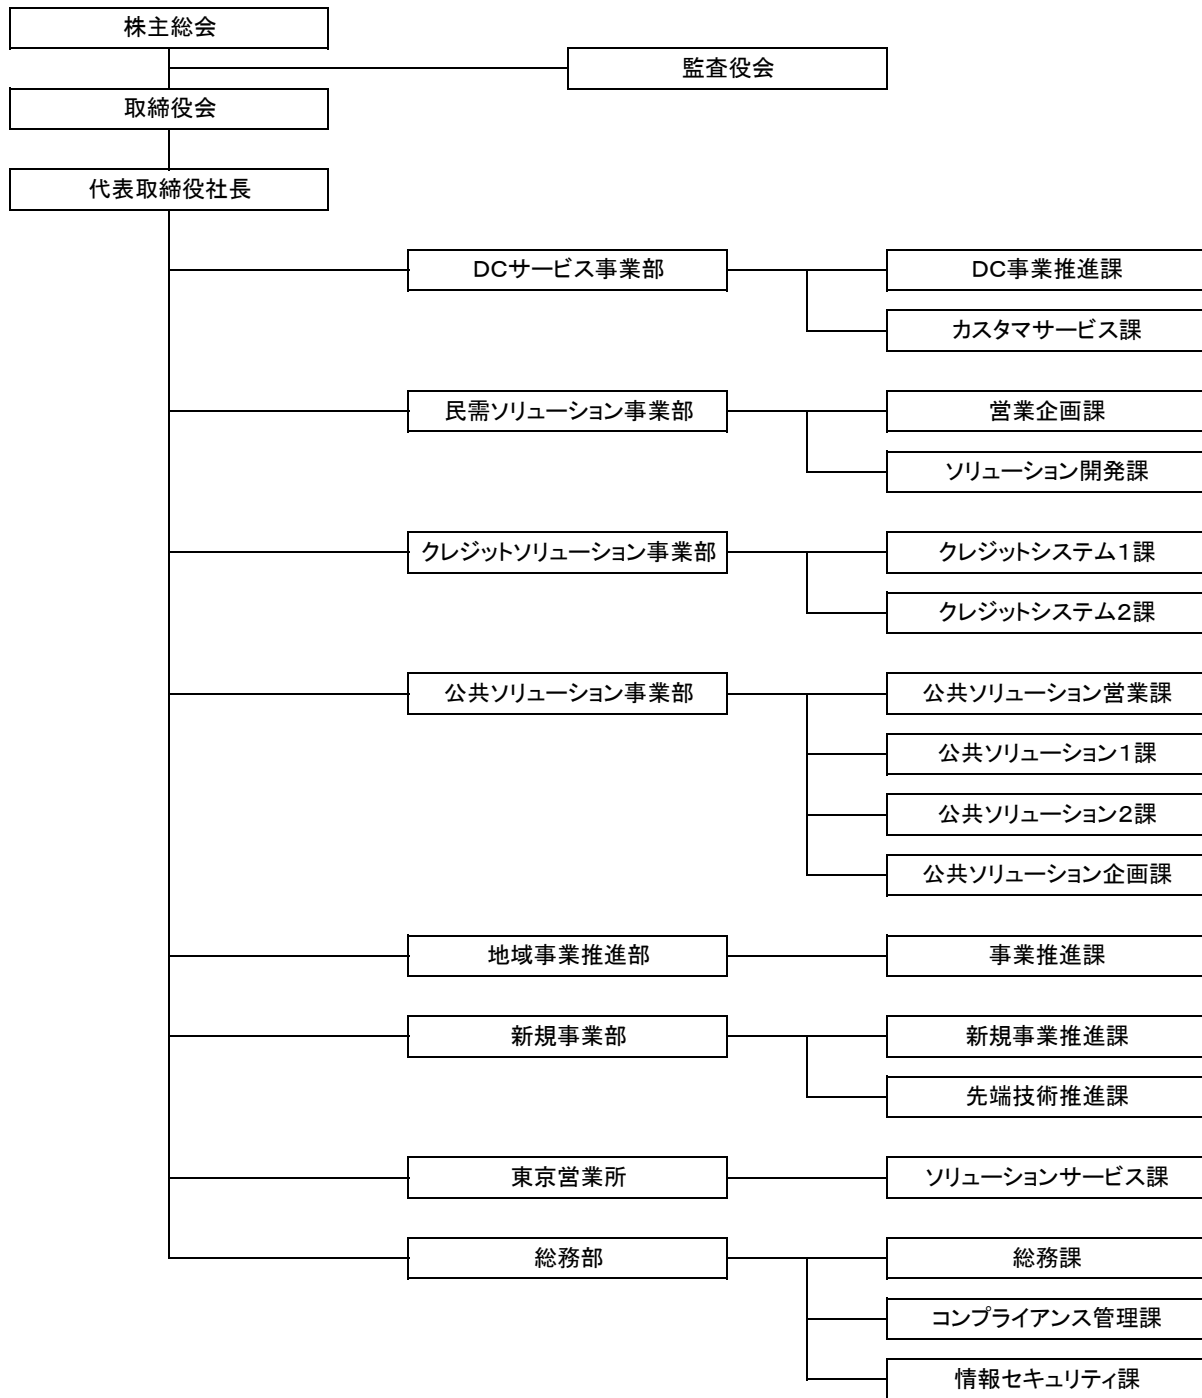 株主総会
監査役会
取締役会
代表取締役社長
DCサービス事業部
DC事業推進課
カスタマサービス課
民需ソリューション事業部
営業企画課
ソリューション開発課
クレジットソリューション事業部
クレジットシステム1課
クレジットシステム2課
公共ソリューション事業部
公共ソリューション営業課
公共ソリューション1課
公共ソリューション2課
公共ソリューション企画課
地域事業推進部
事業推進課
新規事業部
新規事業推進課
先端技術推進課
東京営業所
ソリューションサービス課
総務部
総務課
コンプライアンス管理課
情報セキュリティ課